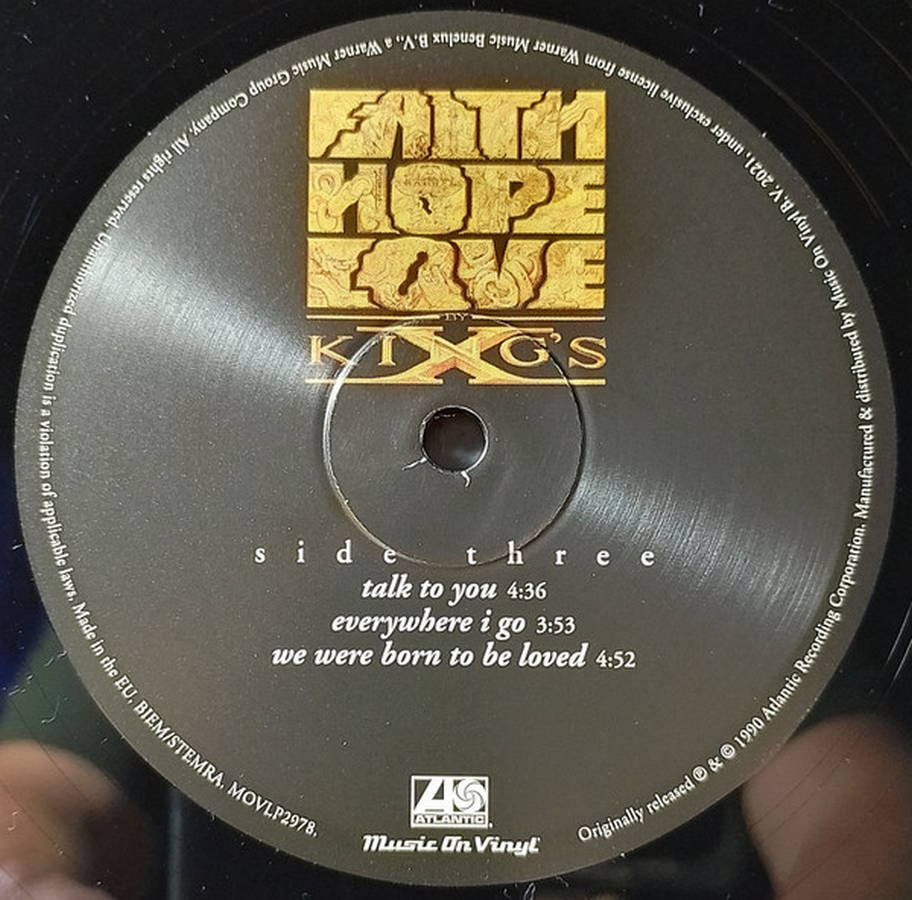 FAITH
HOPE
LOVE
BY
KING'S X
side three
talk to you 4:36
everywhere i go 3:53
we were born to be loved 4:52
ATLANTIC
Music On Vinyl
Originally released ℗ & © 1990 Atlantic Recording Corporation. Manufactured & distributed by Music On Vinyl B.V. 2021, under exclusive license from Warner Music Benelux B.V., a Warner Music Group Company. All rights reserved. Unauthorized duplication is a violation of applicable laws. Made in the EU. BIEM/STEMRA. MOVLP2978.